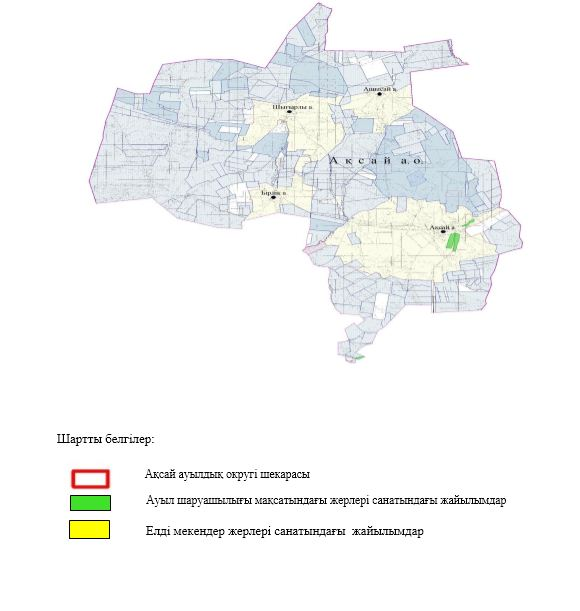 Ащысай а.
Шығырлы а.
Ақсай а.о.
Бірлік а.
Ақсай а.
Шартты белгілер:
Ақсай ауылдық округі шекарасы
Ауыл шаруашылығы мақсатындағы жерлері санатындағы жайылымдар
Елді мекендер жерлері санатындағы жайылымдар